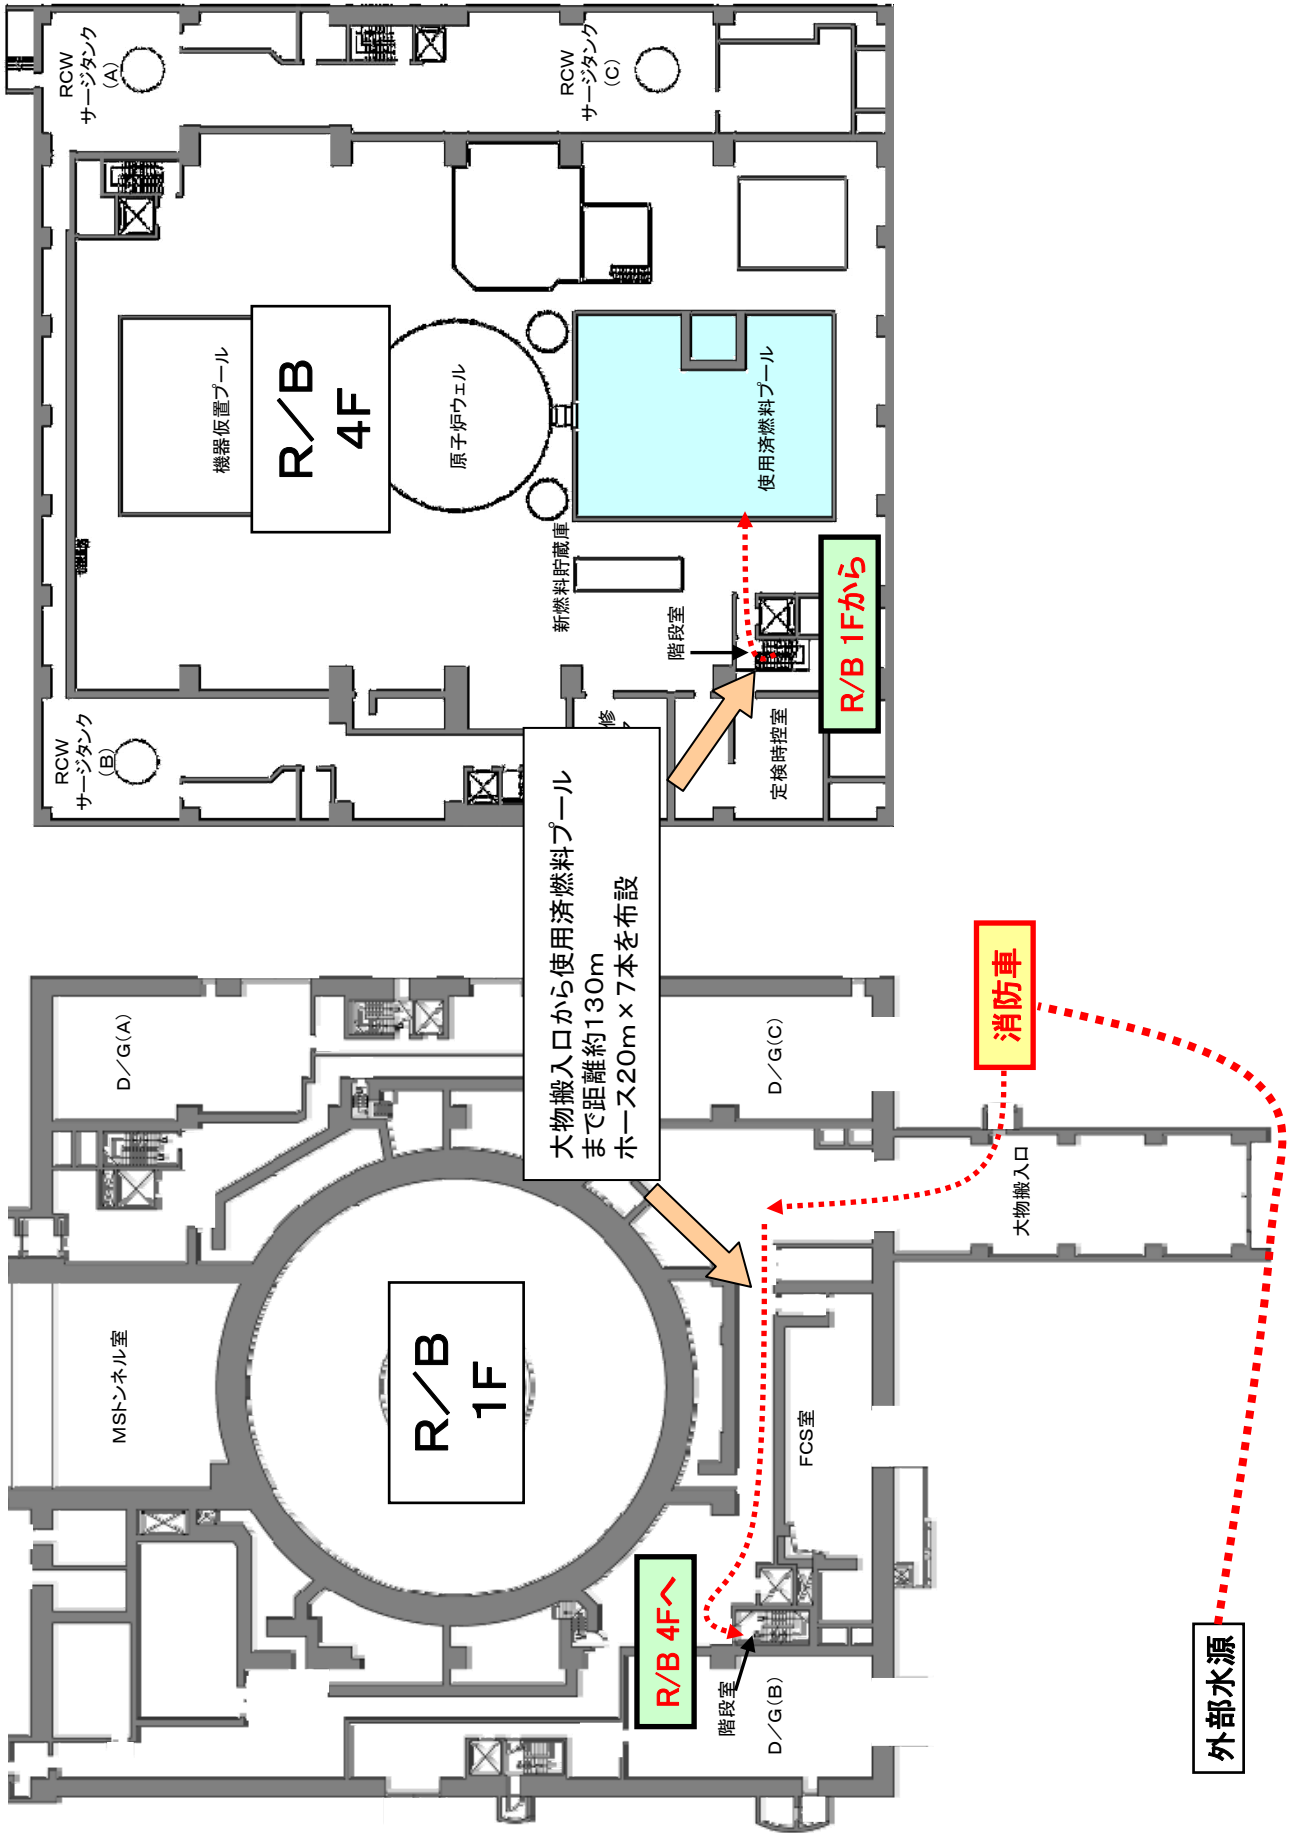 MSトンネル室
D/G(A)
R/B
1F
R/B 4Fへ
階段室
D/G(B)
FCS室
D/G(C)
大物搬入口
消防車
外部水源
大物搬入口から使用済燃料プール
まで距離約130m
ホース20m×7本を布設
RCW
サージタンク
(B)
RCW
サージタンク
(A)
機器仮置プール
R/B
4F
原子炉ウェル
新燃料貯蔵庫
RCW
サージタンク
(C)
階段室
使用済燃料プール
修
定検時控室
R/B 1Fから